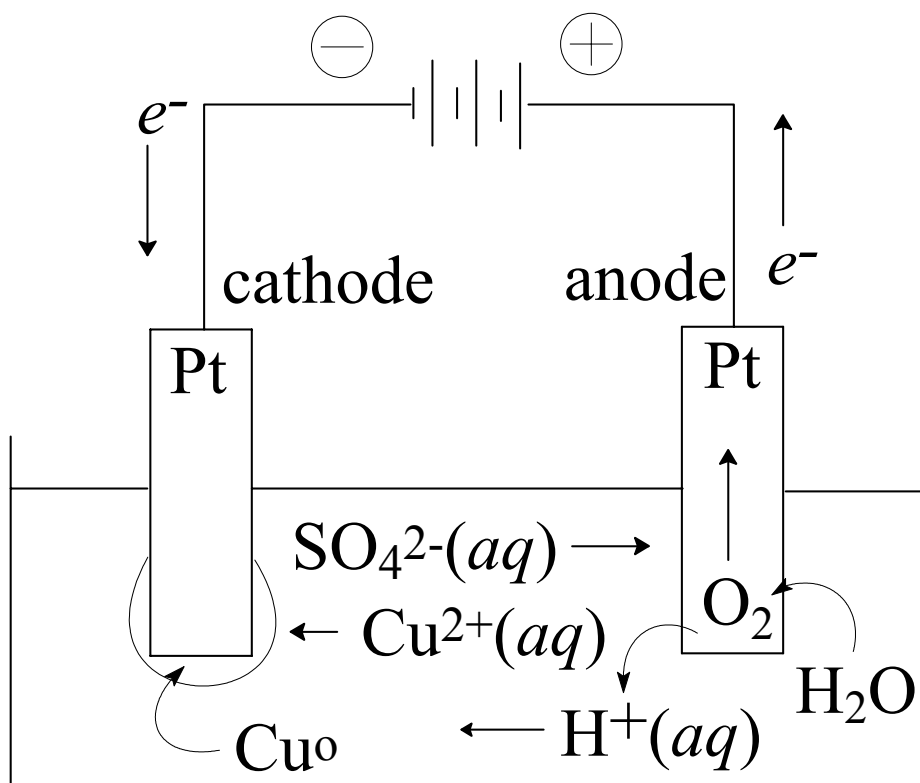 − +
e- 
e-
cathode anode
Pt Pt
SO₄²⁻(aq)
O₂
Cu²⁺(aq)
H₂O
H⁺(aq)
Cuº